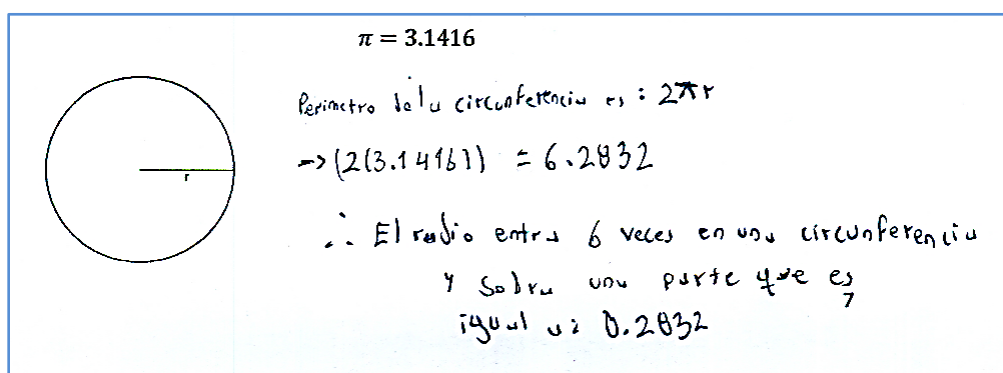 π = 3.1416
Perimetro de la circunferencia es : 2πr
→ (2(3.1416)) = 6.2832
r
∴ El radio entra 6 veces en una circunferencia
y sobra una parte que es
igual a: 0.2832